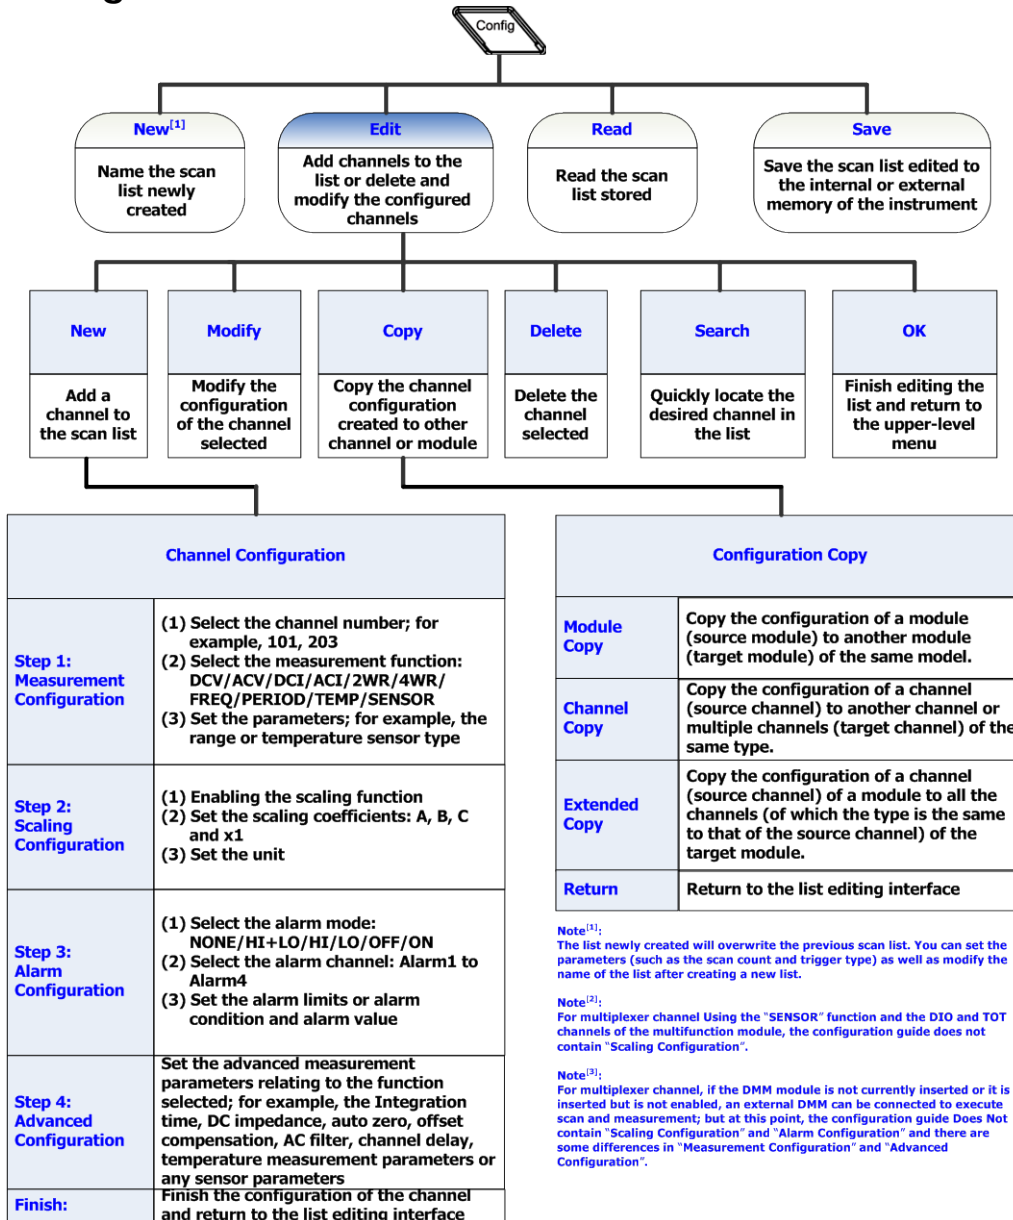 Config
New[1]
Name the scan
list newly
created
Edit
Add channels to the
list or delete and
modify the configured
channels
Read
Read the scan
list stored
Save
Save the scan list edited to
the internal or external
memory of the instrument
New
Add a
channel to
the scan list
Modify
Modify the
configuration
of the channel
selected
Copy
Copy the channel
configuration
created to other
channel or module
Delete
Delete the
channel
selected
Search
Quickly locate the
desired channel in
the list
OK
Finish editing the
list and return to
the upper-level
menu
Channel Configuration
Step 1:
Measurement
Configuration
(1) Select the channel number; for
example, 101, 203
(2) Select the measurement function:
DCV/ACV/DCI/ACI/2WR/4WR/
FREQ/PERIOD/TEMP/SENSOR
(3) Set the parameters; for example, the
range or temperature sensor type
Step 2:
Scaling
Configuration
(1) Enabling the scaling function
(2) Set the scaling coefficients: A, B, C
and x1
(3) Set the unit
Step 3:
Alarm
Configuration
(1) Select the alarm mode:
NONE/HI+LO/HI/LO/OFF/ON
(2) Select the alarm channel: Alarm1 to
Alarm4
(3) Set the alarm limits or alarm
condition and alarm value
Step 4:
Advanced
Configuration
Set the advanced measurement
parameters relating to the function
selected; for example, the Integration
time, DC impedance, auto zero, offset
compensation, AC filter, channel delay,
temperature measurement parameters or
any sensor parameters
Finish:
Finish the configuration of the channel
and return to the list editing interface
Configuration Copy
Module
Copy
Copy the configuration of a module
(source module) to another module
(target module) of the same model.
Channel
Copy
Copy the configuration of a channel
(source channel) to another channel or
multiple channels (target channel) of the
same type.
Extended
Copy
Copy the configuration of a channel
(source channel) of a module to all the
channels (of which the type is the same
to that of the source channel) of the
target module.
Return
Return to the list editing interface
Note[1]:
The list newly created will overwrite the previous scan list. You can set the
parameters (such as the scan count and trigger type) as well as modify the
name of the list after creating a new list.
Note[2]:
For multiplexer channel Using the "SENSOR" function and the DIO and TOT
channels of the multifunction module, the configuration guide does not
contain "Scaling Configuration".
Note[3]:
For multiplexer channel, if the DMM module is not currently inserted or it is
inserted but is not enabled, an external DMM can be connected to execute
scan and measurement; but at this point, the configuration guide Does Not
contain "Scaling Configuration" and "Alarm Configuration" and there are
some differences in "Measurement Configuration" and "Advanced
Configuration".